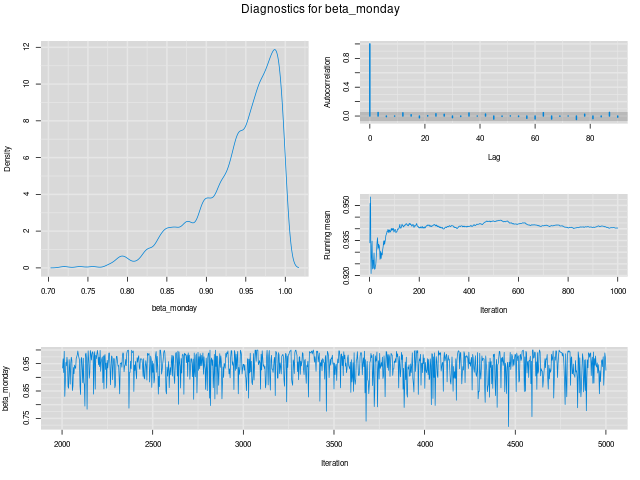 Diagnostics for beta_monday
Density
0 2 4 6 8 10 12
0.70 0.75 0.80 0.85 0.90 0.95 1.00
beta_monday
Autocorrelation
0.0 0.4 0.8
0 20 40 60 80
Lag
Running mean
0.920 0.935 0.950
0 200 400 600 800 1000
Iteration
beta_monday
0.75 0.85 0.95
2000 2500 3000 3500 4000 4500 5000
Iteration